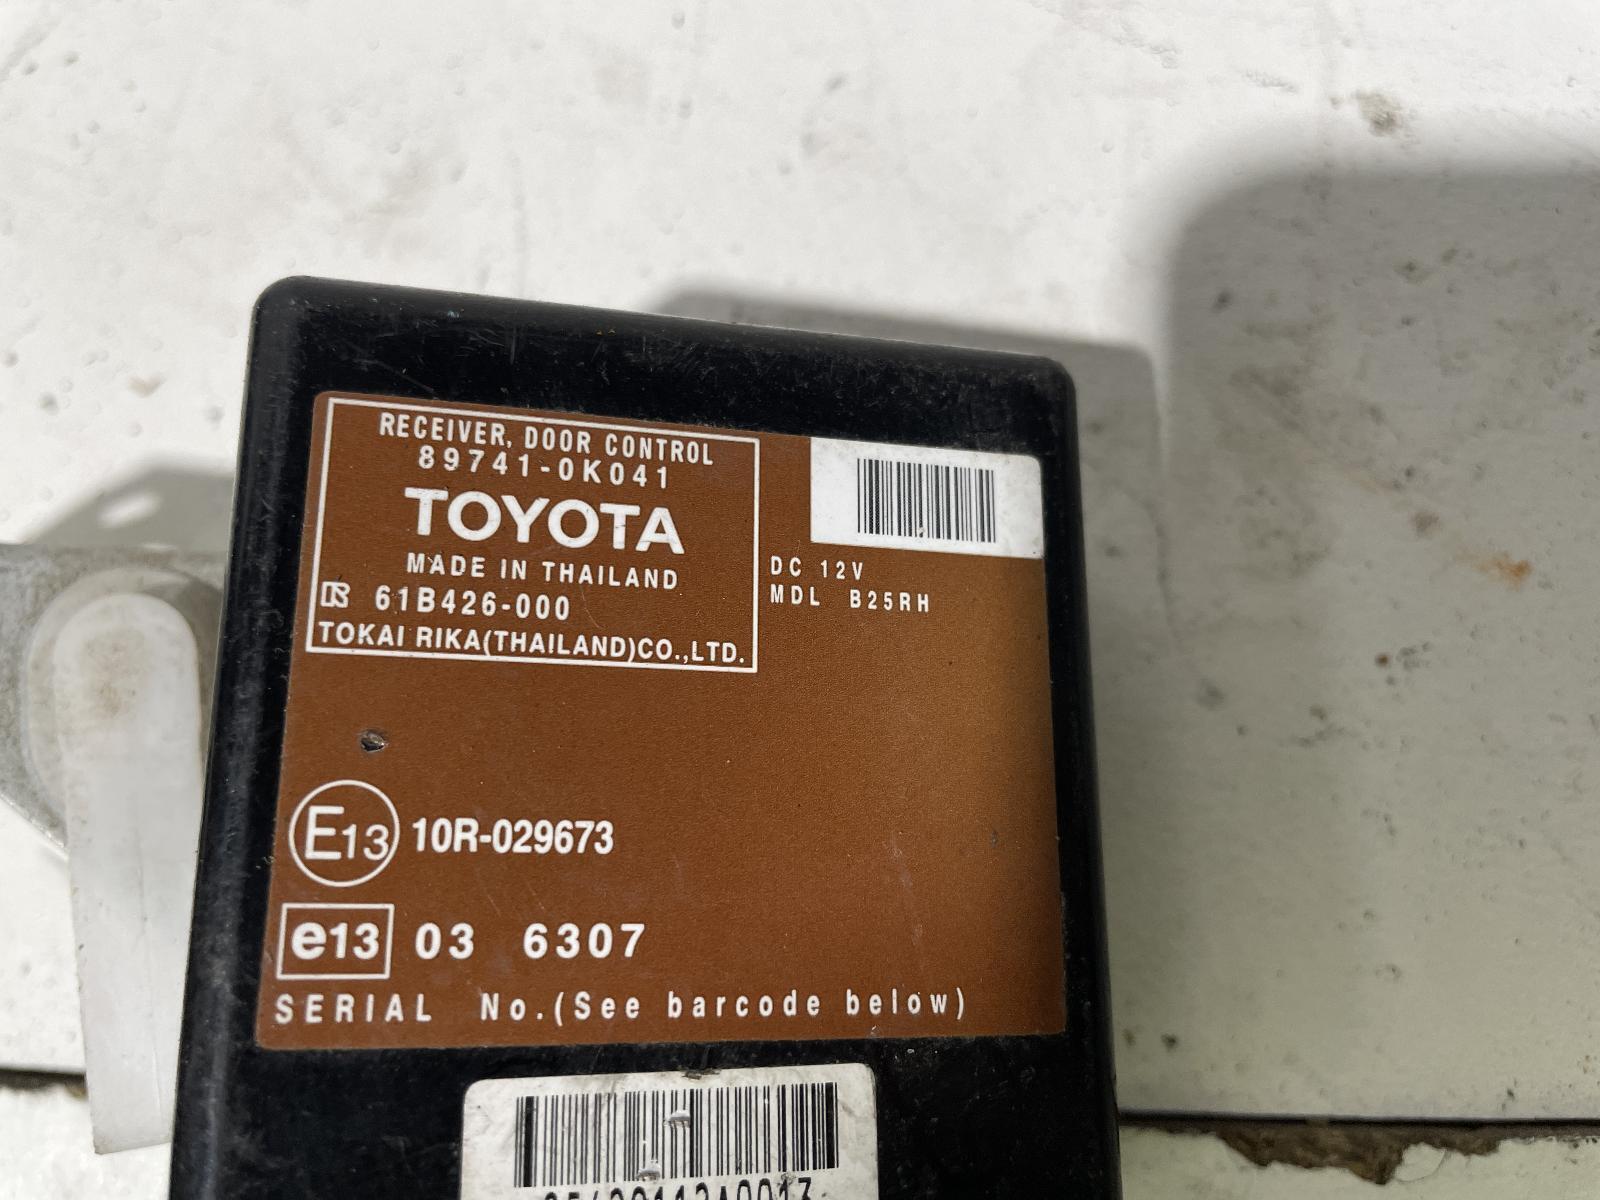 RECEIVER, DOOR CONTROL
89741-0K041
TOYOTA
MADE IN THAILAND
61B426-000
TOKAI RIKA(THAILAND)CO.,LTD.
DC 12V
MDL B25RH
E13 10R-029673
e13 03 6307
SERIAL No.(See barcode below)